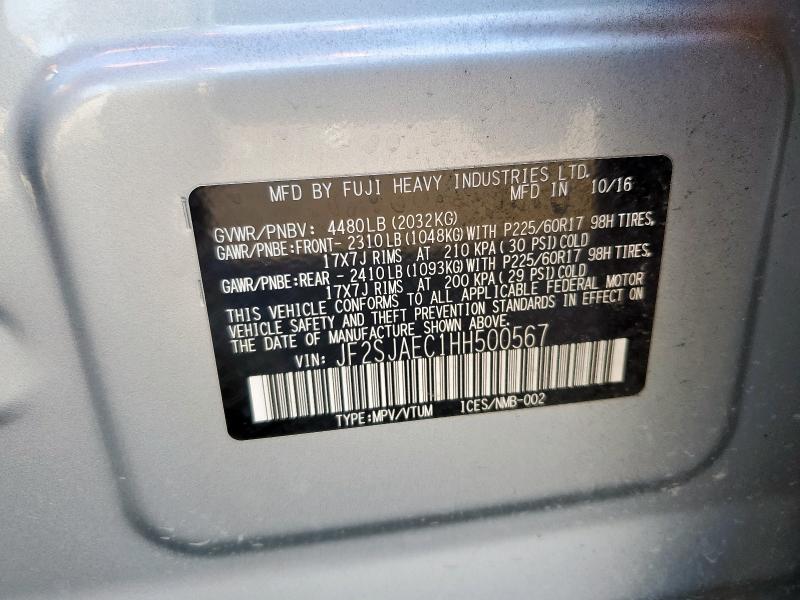 MFD BY FUJI HEAVY INDUSTRIES LTD.
MFD IN 10/16
GVWR/PNBV: 4480LB (2032KG)
GAWR/PNBE:FRONT- 2310LB (1048KG) WITH P225/60R17 98H TIRES,
17X7J RIMS AT 210 KPA (30 PSI) COLD
GAWR/PNBE:REAR - 2410LB (1093KG) WITH P225/60R17 98H TIRES,
17X7J RIMS AT 200 KPA (29 PSI) COLD
THIS VEHICLE CONFORMS TO ALL APPLICABLE FEDERAL MOTOR
VEHICLE SAFETY AND THEFT PREVENTION STANDARDS IN EFFECT ON
THE DATE OF MANUFACTURE SHOWN ABOVE.
VIN: JF2SJAEC1HH500567
TYPE:MPV/VTUM ICES/NMB-002